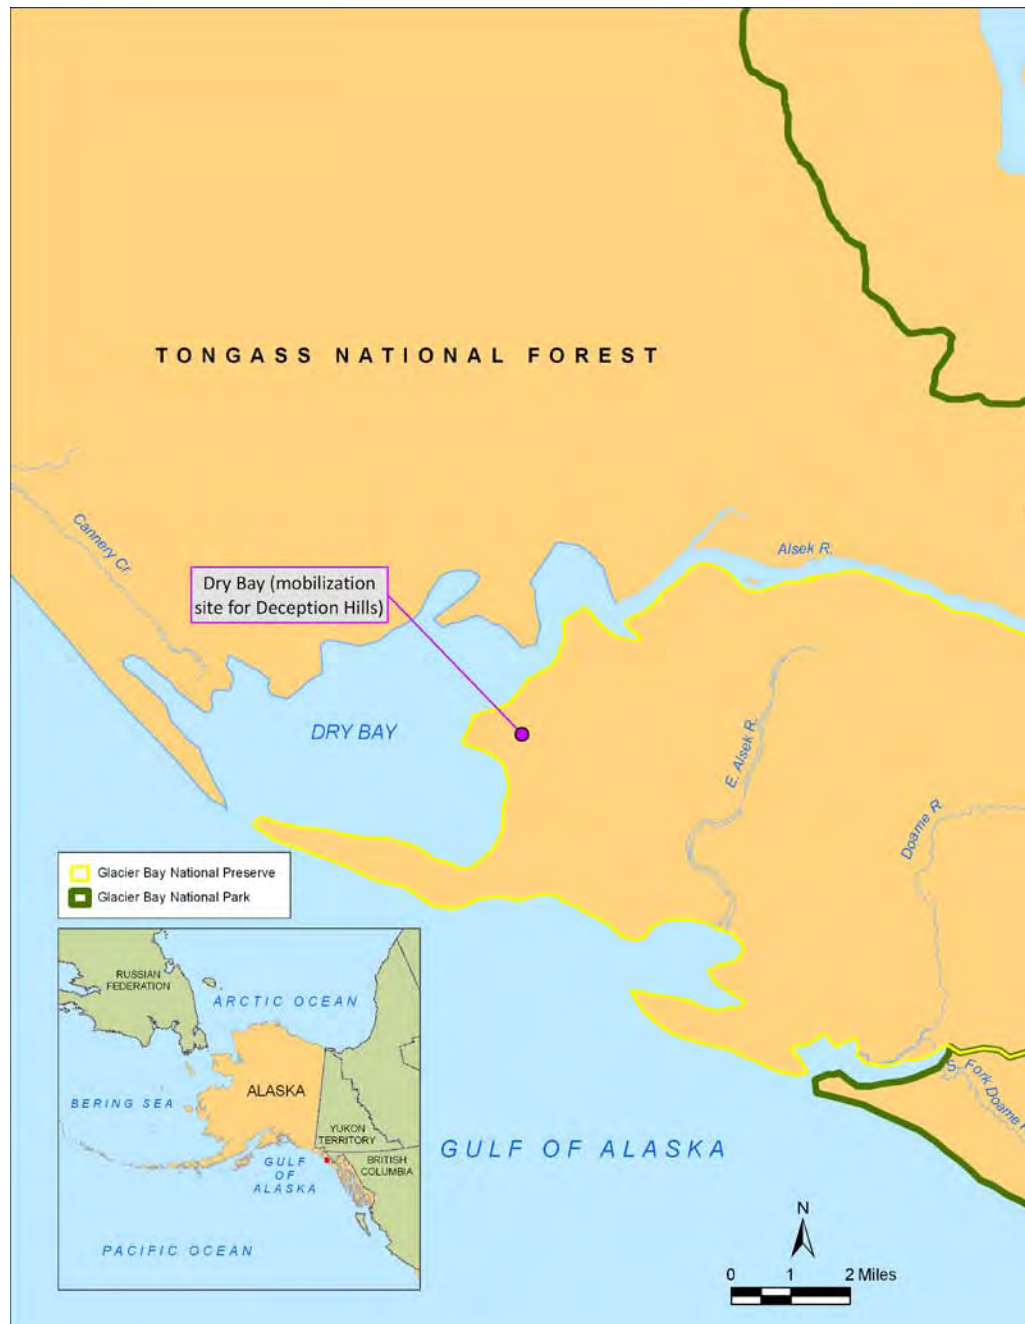 TONGASS NATIONAL FOREST
Cannery Cr.
Alsek R.
Dry Bay (mobilization
site for Deception Hills)
DRY BAY
E. Alsek R.
Doame R.
Glacier Bay National Preserve
Glacier Bay National Park
S. Fork Doame
RUSSIAN
FEDERATION
ARCTIC OCEAN
ALASKA
BERING SEA
YUKON
TERRITORY
GULF
OF
ALASKA
BRITISH
COLUMBIA
PACIFIC OCEAN
GULF OF ALASKA
N
0 1 2 Miles